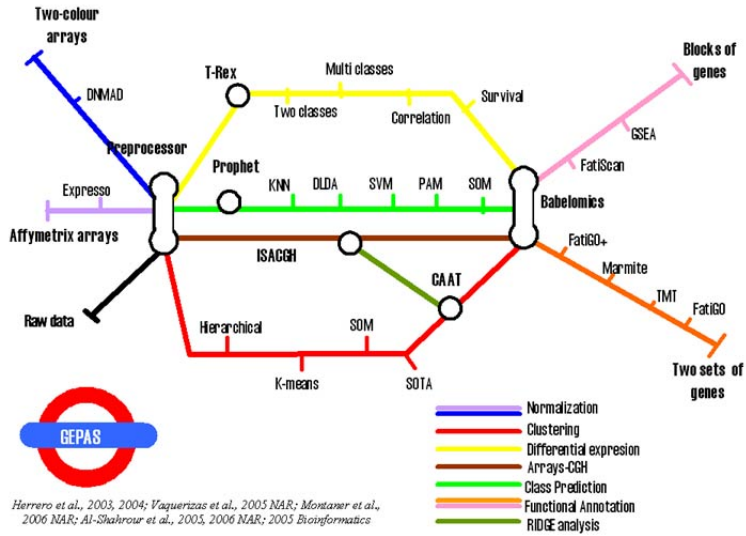 Two-colour
arrays
DNMAD
Preprocessor
Expresso
Affymetrix arrays
Raw data
T-Rex
Two classes
Multi classes
Correlation
Survival
Prophet
KNN
DLDA
SVM
PAM
SOM
Babelomics
ISACGH
CAAT
Hierarchical
K-means
SOM
SOTA
Blocks of
genes
GSEA
FatiScan
FatiGO+
Marmite
TMT
FatiGO
Two sets of
genes
GEPAS
Normalization
Clustering
Differential expresion
Arrays-CGH
Class Prediction
Functional Annotation
RIDGE analysis
Herrero et al., 2003, 2004; Vaquerizas et al., 2005 NAR; Montaner et al.,
2006 NAR; Al-Shahrour et al., 2005, 2006 NAR; 2005 Bioinformatics